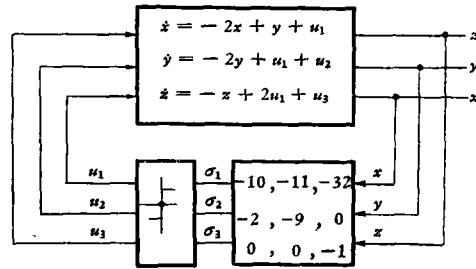 ẋ = − 2x + y + u₁
z
ẏ = − 2y + u₁ + u₂
y
ż = − z + 2u₁ + u₃
x
u₁ σ₁ −10 , −11, −32 x
u₂ σ₂ −2 , −9 , 0 y
u₃ σ₃ 0 , 0 , −1 z